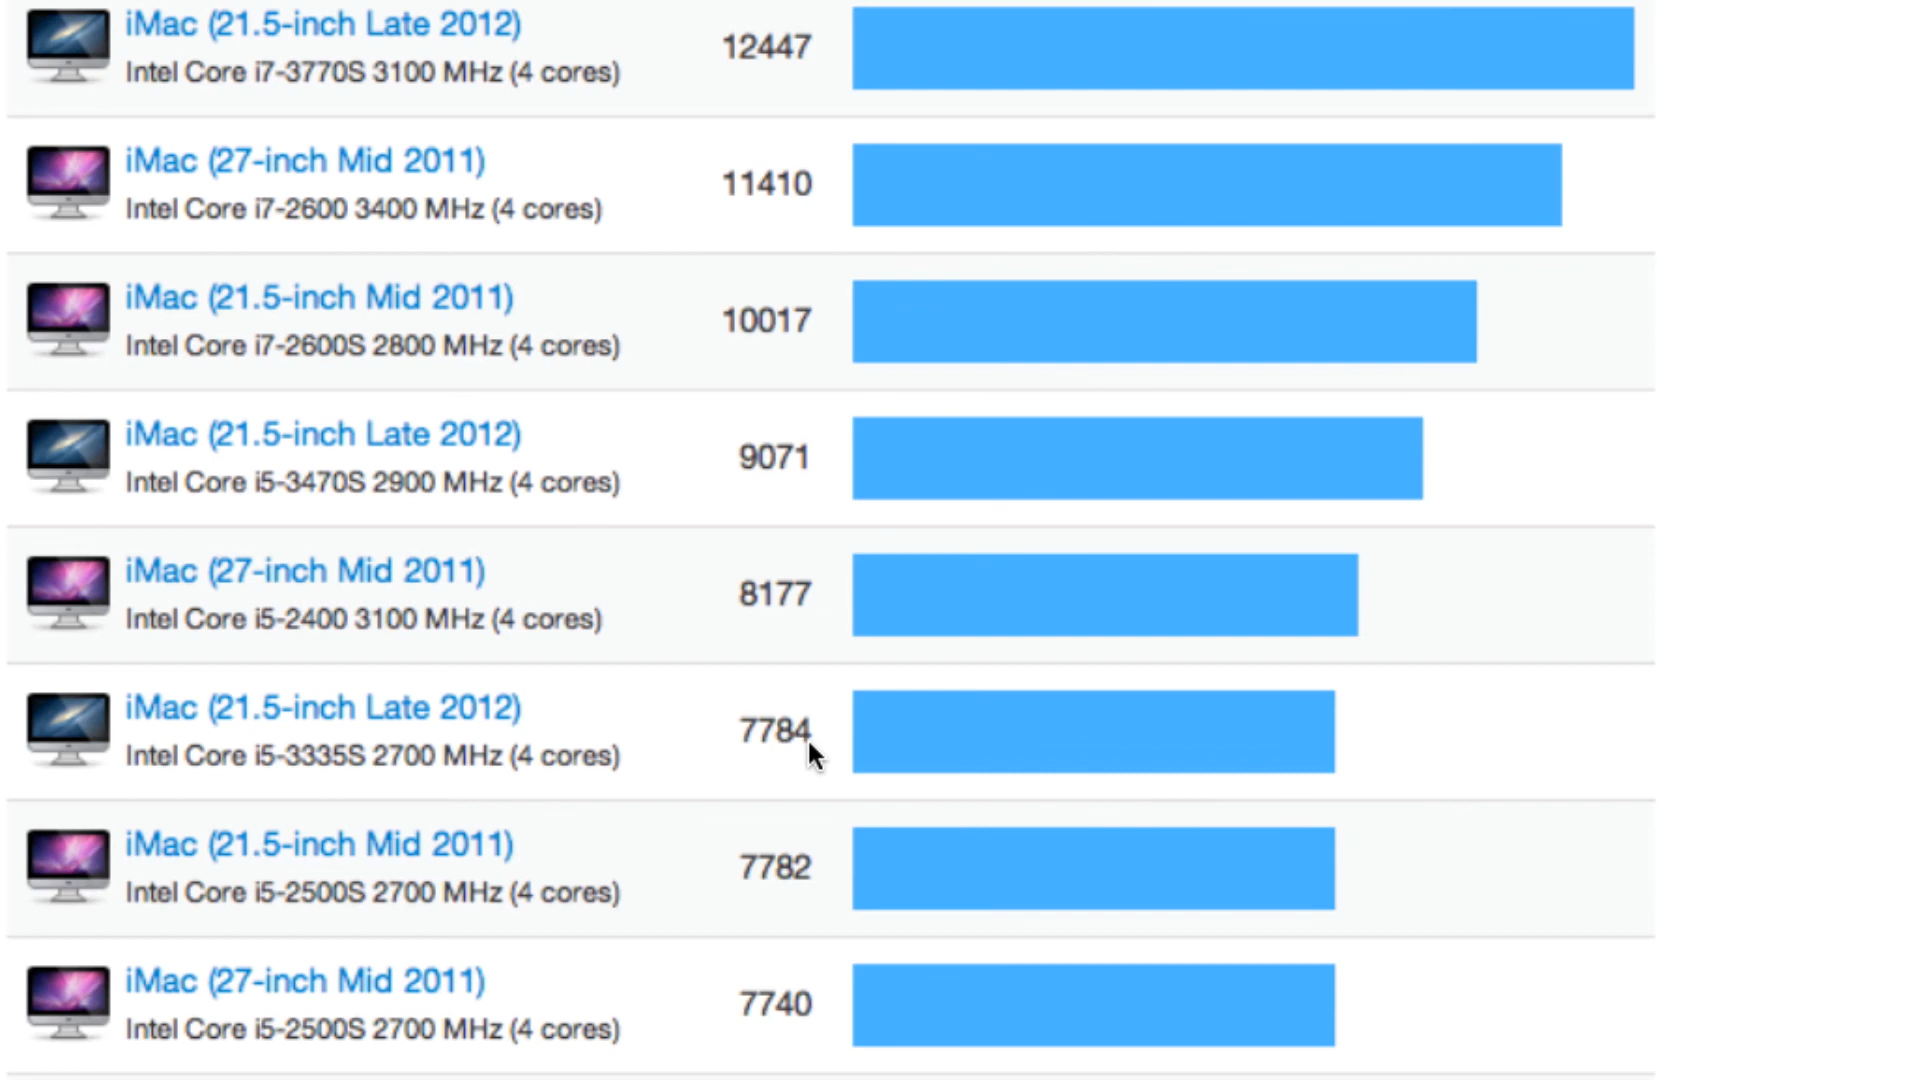 iMac (21.5-inch Late 2012)
Intel Core i7-3770S 3100 MHz (4 cores)
12447
iMac (27-inch Mid 2011)
Intel Core i7-2600 3400 MHz (4 cores)
11410
iMac (21.5-inch Mid 2011)
Intel Core i7-2600S 2800 MHz (4 cores)
10017
iMac (21.5-inch Late 2012)
Intel Core i5-3470S 2900 MHz (4 cores)
9071
iMac (27-inch Mid 2011)
Intel Core i5-2400 3100 MHz (4 cores)
8177
iMac (21.5-inch Late 2012)
Intel Core i5-3335S 2700 MHz (4 cores)
7784
iMac (21.5-inch Mid 2011)
Intel Core i5-2500S 2700 MHz (4 cores)
7782
iMac (27-inch Mid 2011)
Intel Core i5-2500S 2700 MHz (4 cores)
7740